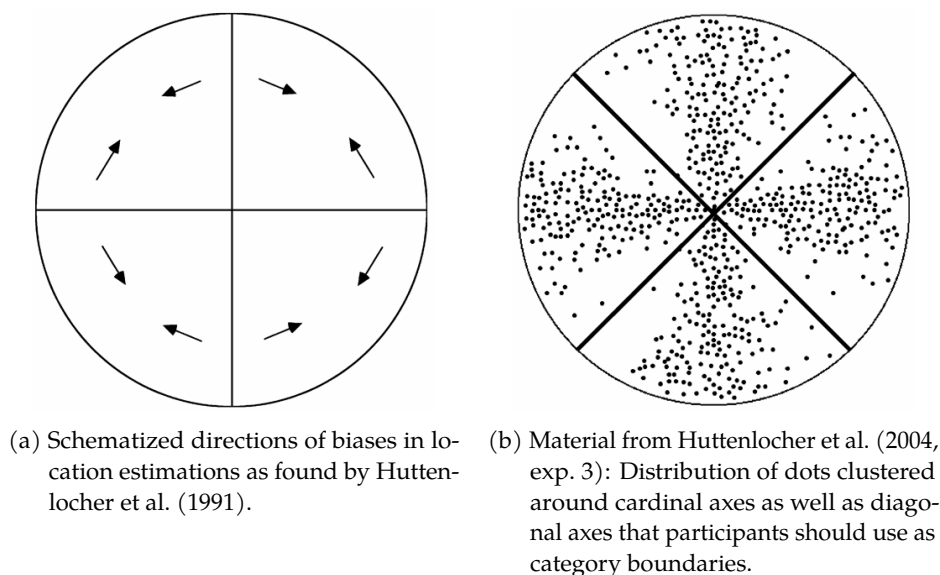 (a) Schematized directions of biases in lo-
cation estimations as found by Hutten-
locher et al. (1991).
(b) Material from Huttenlocher et al. (2004,
exp. 3): Distribution of dots clustered
around cardinal axes as well as diago-
nal axes that participants should use as
category boundaries.